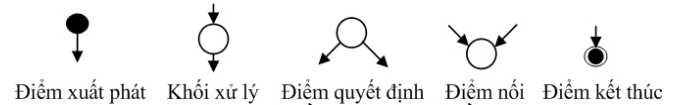 Điểm xuất phát Khối xử lý Điểm quyết định Điểm nối Điểm kết thúc